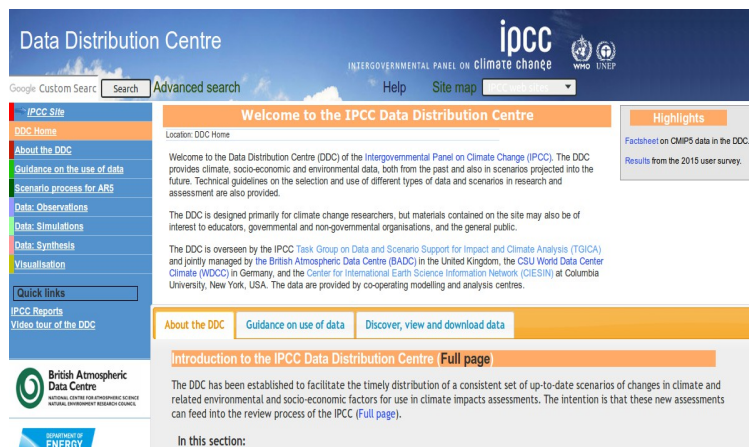 Data Distribution Centre
ipcc
INTERGOVERNMENTAL PANEL ON climate change
WMO UNEP
Google Custom Searc Search Advanced search Help Site map
IPCC Site
DDC Home
About the DDC
Guidance on the use of data
Scenario process for AR5
Data: Observations
Data: Simulations
Data: Synthesis
Visualisation
Quick links
IPCC Reports
Video tour of the DDC
British Atmospheric
Data Centre
NATIONAL CENTRE FOR ATMOSPHERIC SCIENCE
NATURAL ENVIRONMENT RESEARCH COUNCIL
DEPARTMENT OF
ENERGY
Welcome to the IPCC Data Distribution Centre
Location: DDC Home
Welcome to the Data Distribution Centre (DDC) of the Intergovernmental Panel on Climate Change (IPCC). The DDC
provides climate, socio-economic and environmental data, both from the past and also in scenarios projected into the
future. Technical guidelines on the selection and use of different types of data and scenarios in research and
assessment are also provided.
The DDC is designed primarily for climate change researchers, but materials contained on the site may also be of
interest to educators, governmental and non-governmental organisations, and the general public.
The DDC is overseen by the IPCC Task Group on Data and Scenario Support for Impact and Climate Analysis (TGICA)
and jointly managed by the British Atmospheric Data Centre (BADC) in the United Kingdom, the CSU World Data Center
Climate (WDCC) in Germany, and the Center for International Earth Science Information Network (CIESIN) at Columbia
University, New York, USA. The data are provided by co-operating modelling and analysis centres.
Highlights
Factsheet on CMIP5 data in the DDC.
Results from the 2015 user survey.
About the DDC Guidance on use of data Discover, view and download data
Introduction to the IPCC Data Distribution Centre (Full page)
The DDC has been established to facilitate the timely distribution of a consistent set of up-to-date scenarios of changes in climate and
related environmental and socio-economic factors for use in climate impacts assessments. The intention is that these new assessments
can feed into the review process of the IPCC (Full page).
In this section: